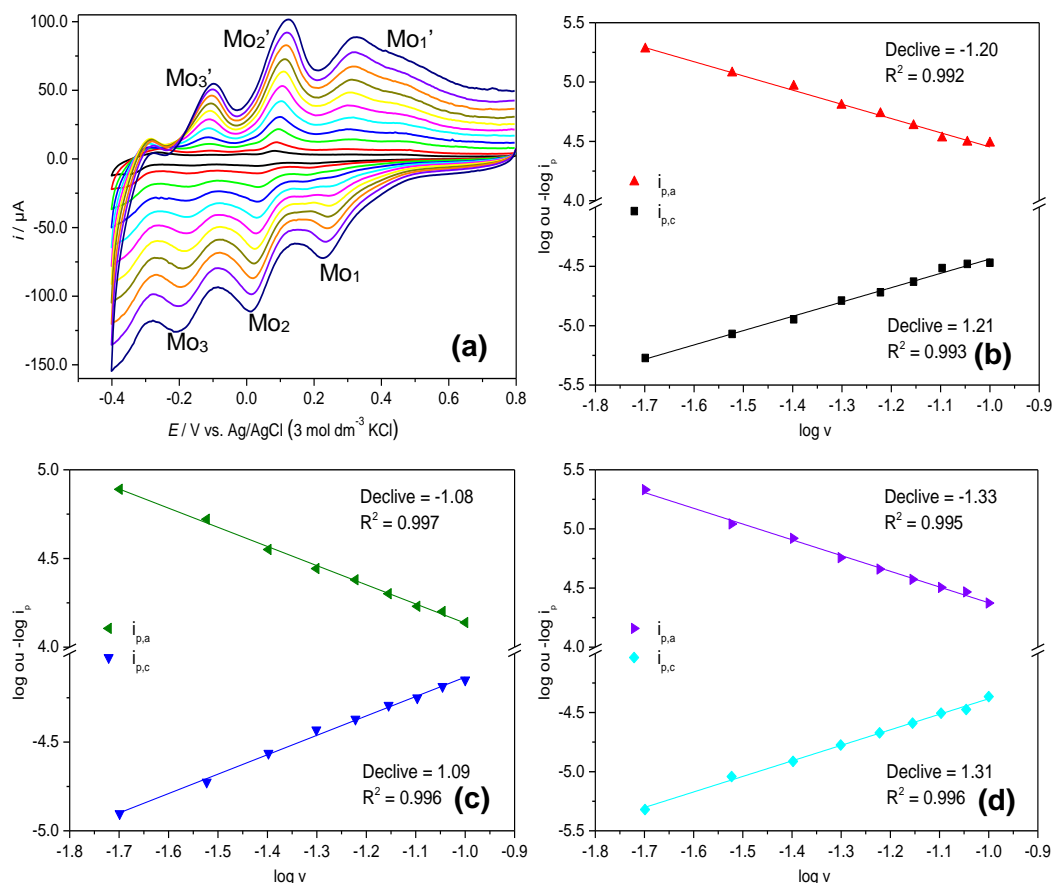 100.0
50.0
0.0
-50.0
-100.0
-150.0
i / µA
Mo3’
Mo2’
Mo1’
Mo3
Mo2
Mo1
(a)
-0.4 -0.2 0.0 0.2 0.4 0.6 0.8
E / V vs. Ag/AgCl (3 mol dm-3 KCl)
5.5
5.0
4.5
4.0
-4.5
-5.0
-5.5
log ou -log ip
Declive = -1.20
R2 = 0.992
ip,a
ip,c
Declive = 1.21
R2 = 0.993
(b)
-1.8 -1.7 -1.6 -1.5 -1.4 -1.3 -1.2 -1.1 -1.0 -0.9
log v
5.0
4.5
4.0
-4.5
-5.0
log ou -log ip
Declive = -1.08
R2 = 0.997
ip,a
ip,c
Declive = 1.09
R2 = 0.996
(c)
-1.8 -1.7 -1.6 -1.5 -1.4 -1.3 -1.2 -1.1 -1.0 -0.9
log v
5.5
5.0
4.5
4.0
-4.5
-5.0
-5.5
log ou -log ip
Declive = -1.33
R2 = 0.995
ip,a
ip,c
Declive = 1.31
R2 = 0.996
(d)
-1.8 -1.7 -1.6 -1.5 -1.4 -1.3 -1.2 -1.1 -1.0 -0.9
log v